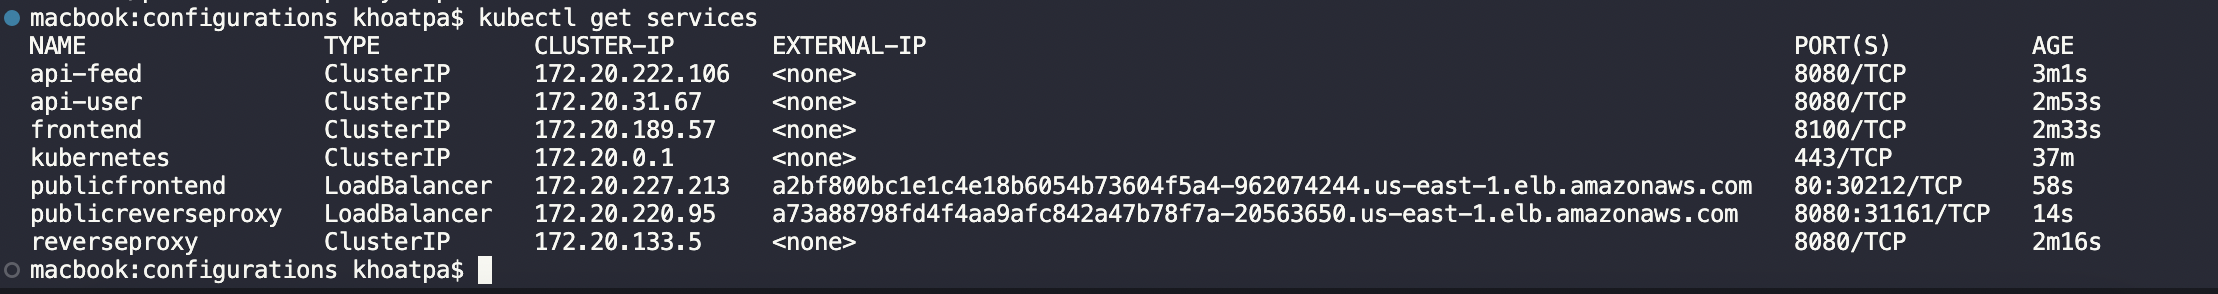 macbook:configurations khoatpa$ kubectl get services
NAME TYPE CLUSTER-IP EXTERNAL-IP PORT(S) AGE
api-feed ClusterIP 172.20.222.106 <none> 8080/TCP 3m1s
api-user ClusterIP 172.20.31.67 <none> 8080/TCP 2m53s
frontend ClusterIP 172.20.189.57 <none> 8100/TCP 2m33s
kubernetes ClusterIP 172.20.0.1 <none> 443/TCP 37m
publicfrontend LoadBalancer 172.20.227.213 a2bf800bc1e1c4e18b6054b73604f5a4-962074244.us-east-1.elb.amazonaws.com 80:30212/TCP 58s
publicreverseproxy LoadBalancer 172.20.220.95 a73a88798fd4f4aa9afc842a47b78f7a-20563650.us-east-1.elb.amazonaws.com 8080:31161/TCP 14s
reverseproxy ClusterIP 172.20.133.5 <none> 8080/TCP 2m16s
macbook:configurations khoatpa$